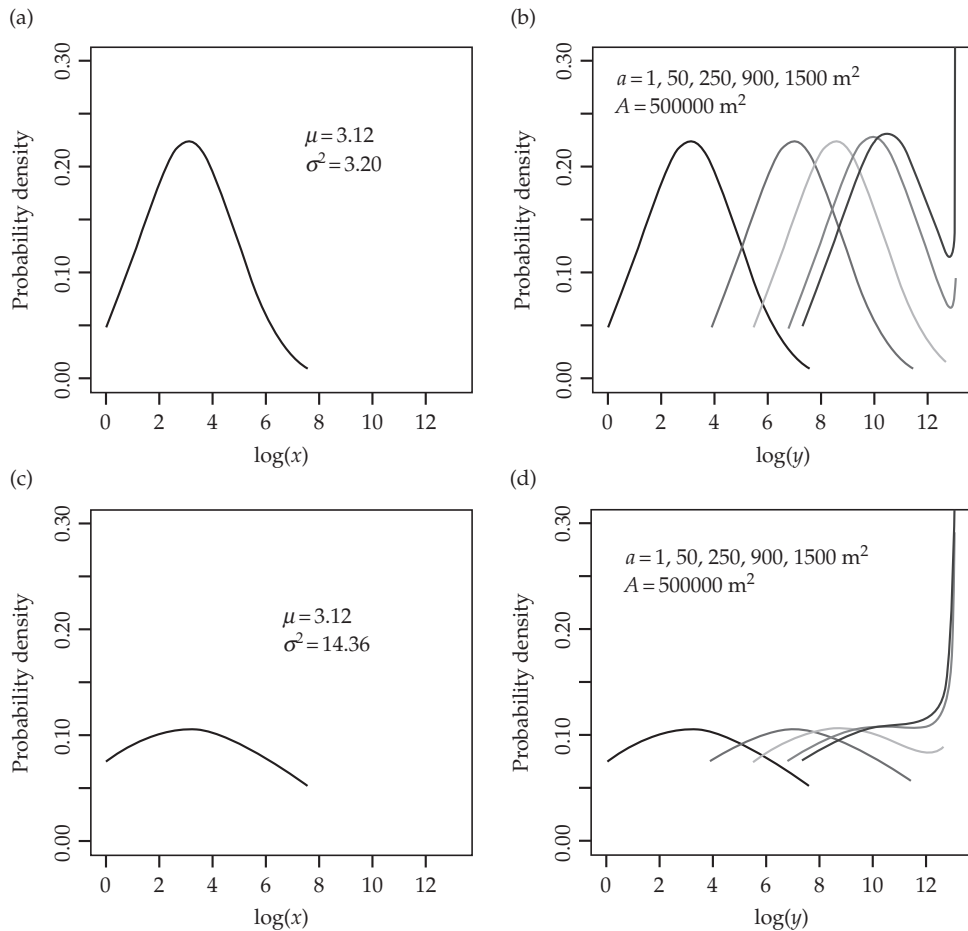 (a)
Probability density
0.00 0.10 0.20 0.30
μ = 3.12
σ² = 3.20
0 2 4 6 8 10 12
log(x)
(b)
Probability density
0.00 0.10 0.20 0.30
a = 1, 50, 250, 900, 1500 m²
A = 500000 m²
0 2 4 6 8 10 12
log(y)
(c)
Probability density
0.00 0.10 0.20 0.30
μ = 3.12
σ² = 14.36
0 2 4 6 8 10 12
log(x)
(d)
Probability density
0.00 0.10 0.20 0.30
a = 1, 50, 250, 900, 1500 m²
A = 500000 m²
0 2 4 6 8 10 12
log(y)